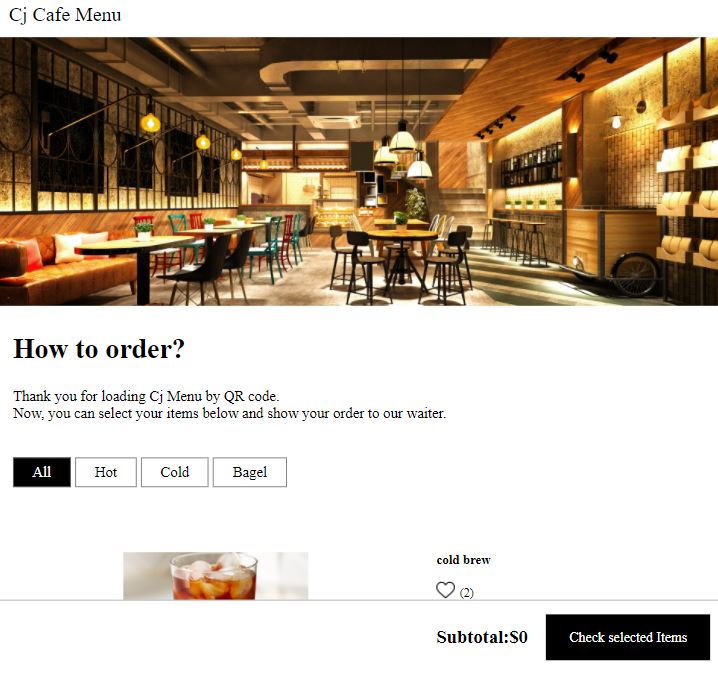 Cj Cafe Menu
How to order?
Thank you for loading Cj Menu by QR code.
Now, you can select your items below and show your order to our waiter.
All Hot Cold Bagel
cold brew
(2)
Subtotal:$0 Check selected Items